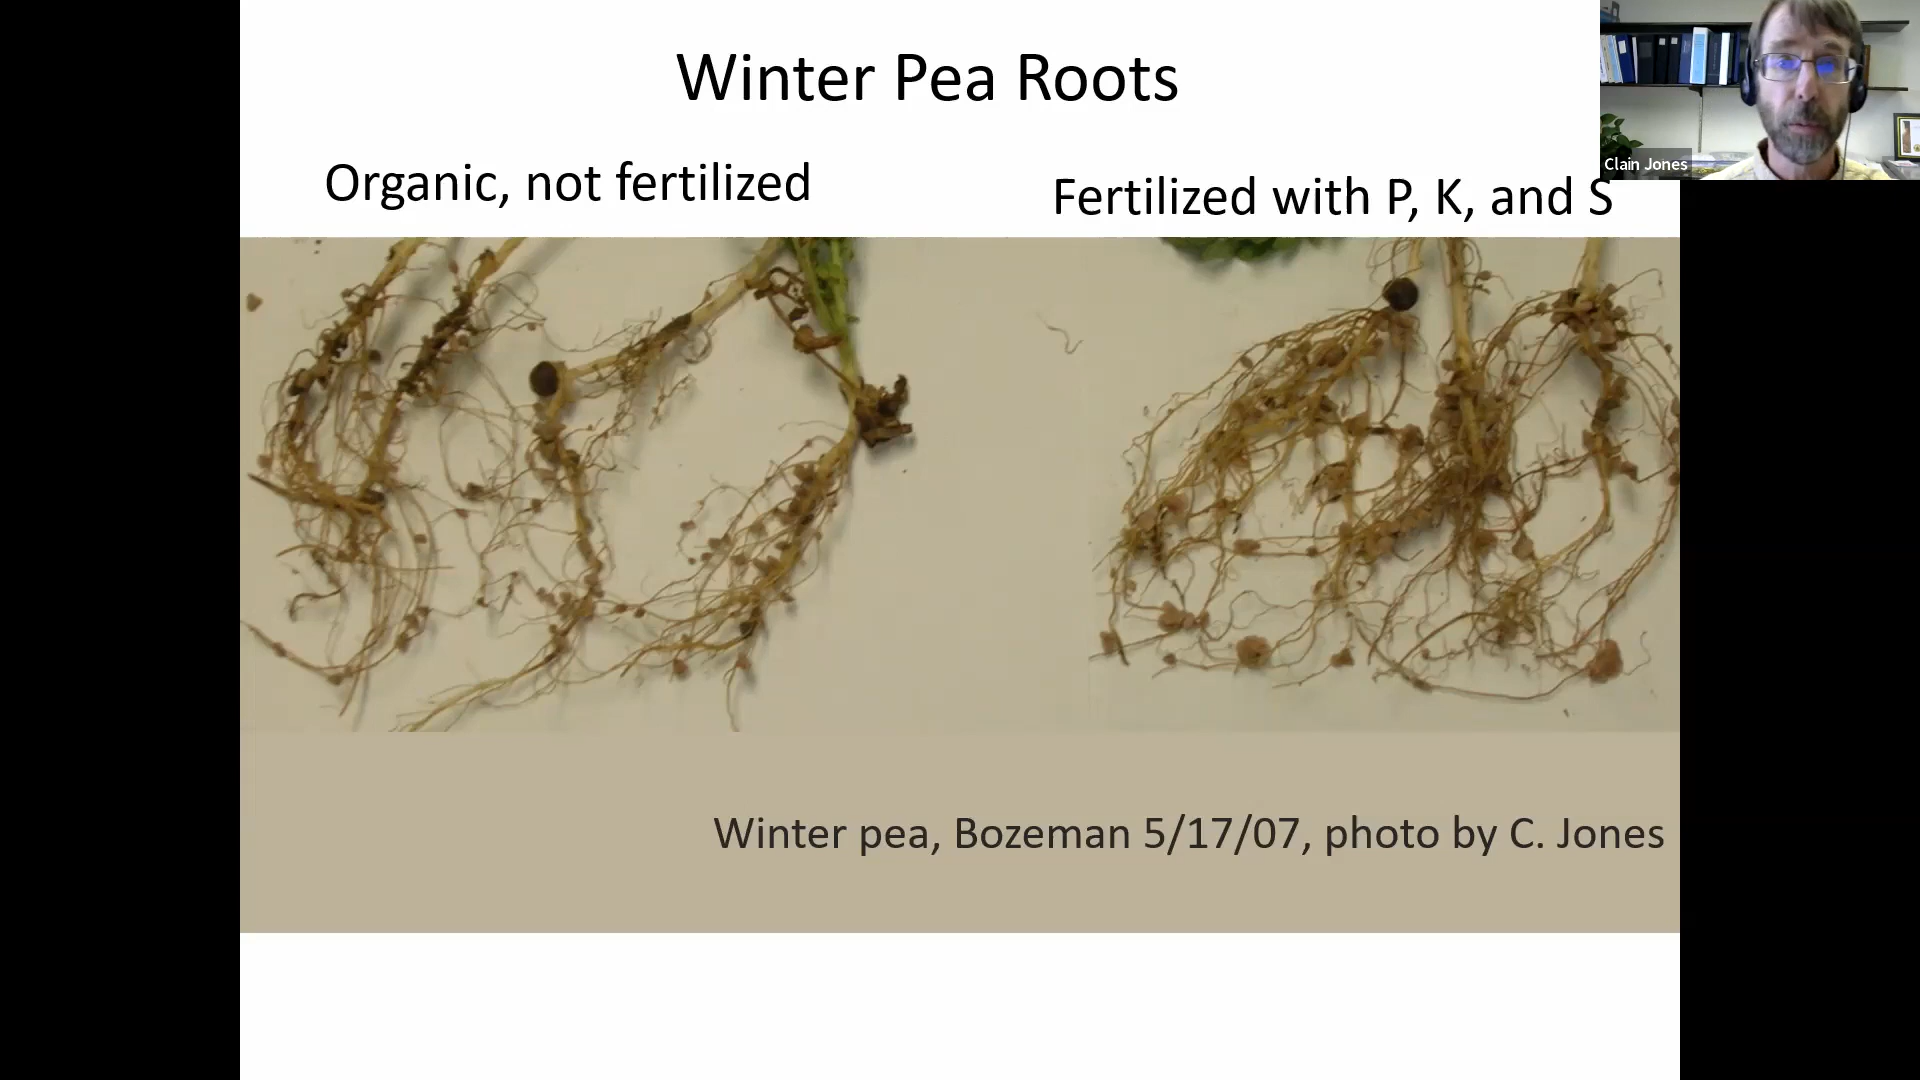 Winter Pea Roots
Organic, not fertilized
Fertilized with P, K, and S
Clain Jones
Winter pea, Bozeman 5/17/07, photo by C. Jones